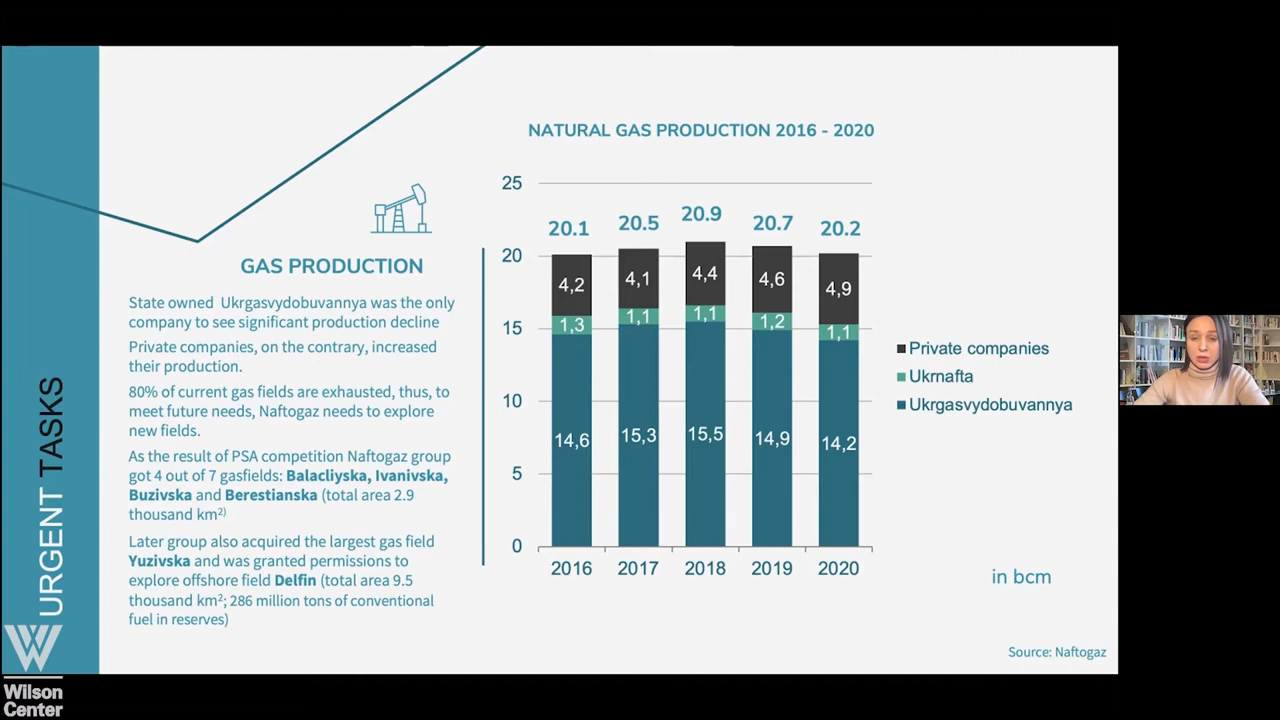 URGENT TASKS
GAS PRODUCTION
State owned Ukrgasvydobuvannya was the only
company to see significant production decline
Private companies, on the contrary, increased
their production.
80% of current gas fields are exhausted, thus, to
meet future needs, Naftogaz needs to explore
new fields.
As the result of PSA competition Naftogaz group
got 4 out of 7 gasfields: Balacliyska, Ivanivska,
Buzivska and Berestianska (total area 2.9
thousand km²⁾
Later group also acquired the largest gas field
Yuzivska and was granted permissions to
explore offshore field Delfin (total area 9.5
thousand km²; 286 million tons of conventional
fuel in reserves)
NATURAL GAS PRODUCTION 2016 - 2020
25
20.1 20.5 20.9 20.7 20.2
20
4,2 4,1 4,4 4,6 4,9
1,3 1,1 1,1 1,2 1,1
15
10
14,6 15,3 15,5 14,9 14,2
5
0
2016 2017 2018 2019 2020
Private companies
Ukrnafta
Ukrgasvydobuvannya
in bcm
Source: Naftogaz
W
Wilson
Center